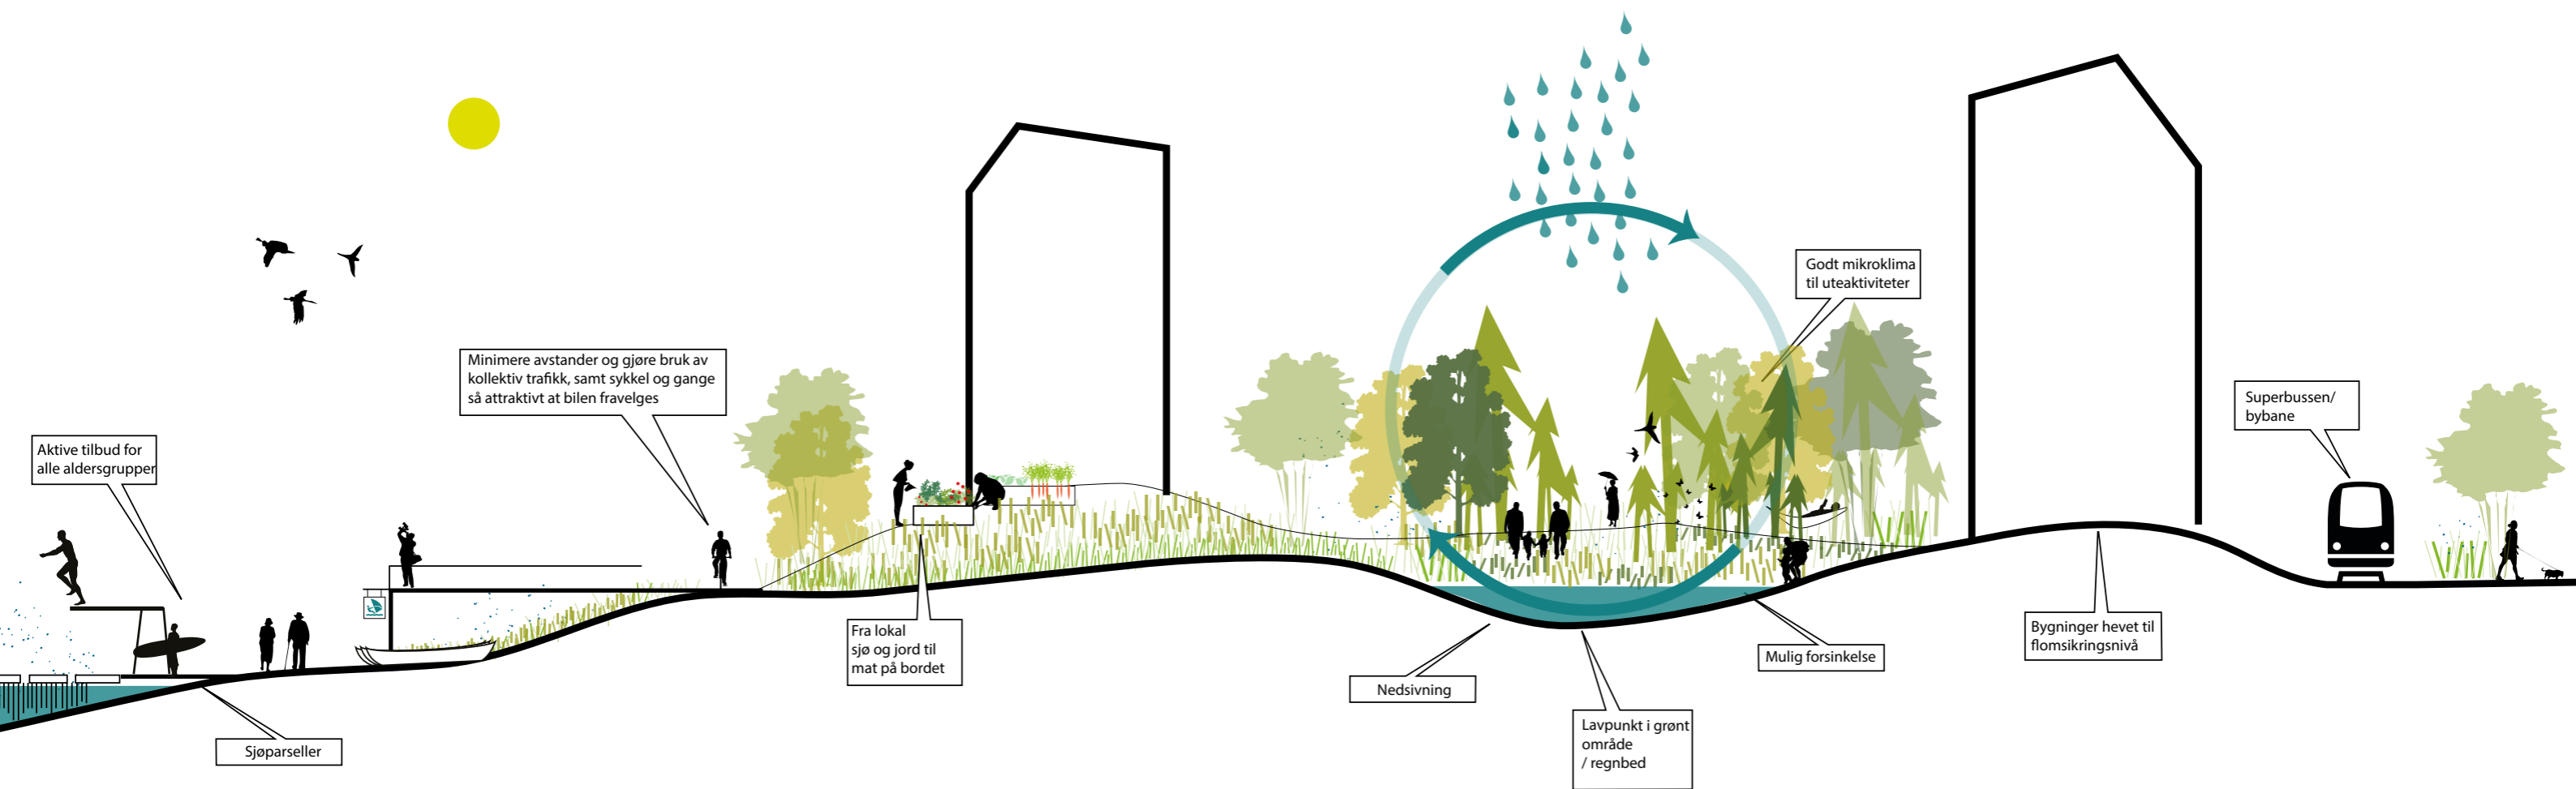 Aktive tilbud for
alle aldersgrupper
Sjøparseller
Minimere avstander og gjøre bruk av
kollektiv trafikk, samt sykkel og gange
så attraktivt at bilen fravelges
Fra lokal
sjø og jord til
mat på bordet
Nedsivning
Lavpunkt i grønt
område
/ regnbed
Mulig forsinkelse
Godt mikroklima
til uteaktiviteter
Bygninger hevet til
flomsikringsnivå
Superbussen/
bybane